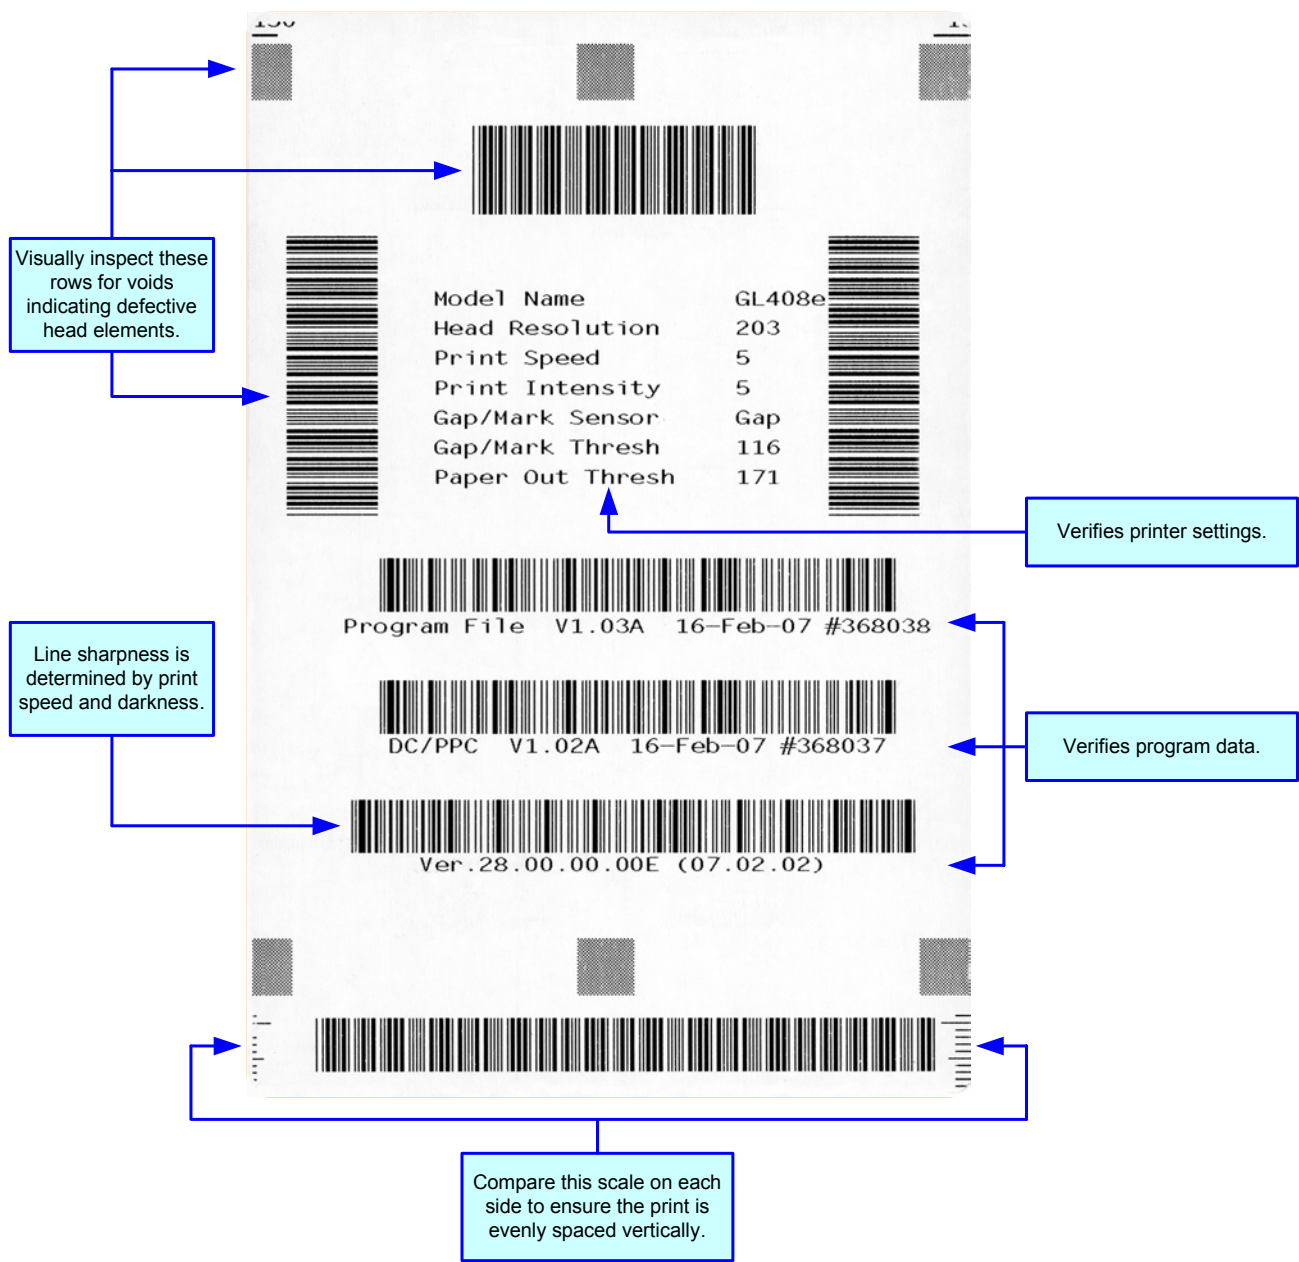 Visually inspect these
rows for voids
indicating defective
head elements.
Model Name GL408e
Head Resolution 203
Print Speed 5
Print Intensity 5
Gap/Mark Sensor Gap
Gap/Mark Thresh 116
Paper Out Thresh 171
Verifies printer settings.
Program File V1.03A 16-Feb-07 #368038
Line sharpness is
determined by print
speed and darkness.
DC/PPC V1.02A 16-Feb-07 #368037
Verifies program data.
Ver.28.00.00.00E (07.02.02)
Compare this scale on each
side to ensure the print is
evenly spaced vertically.